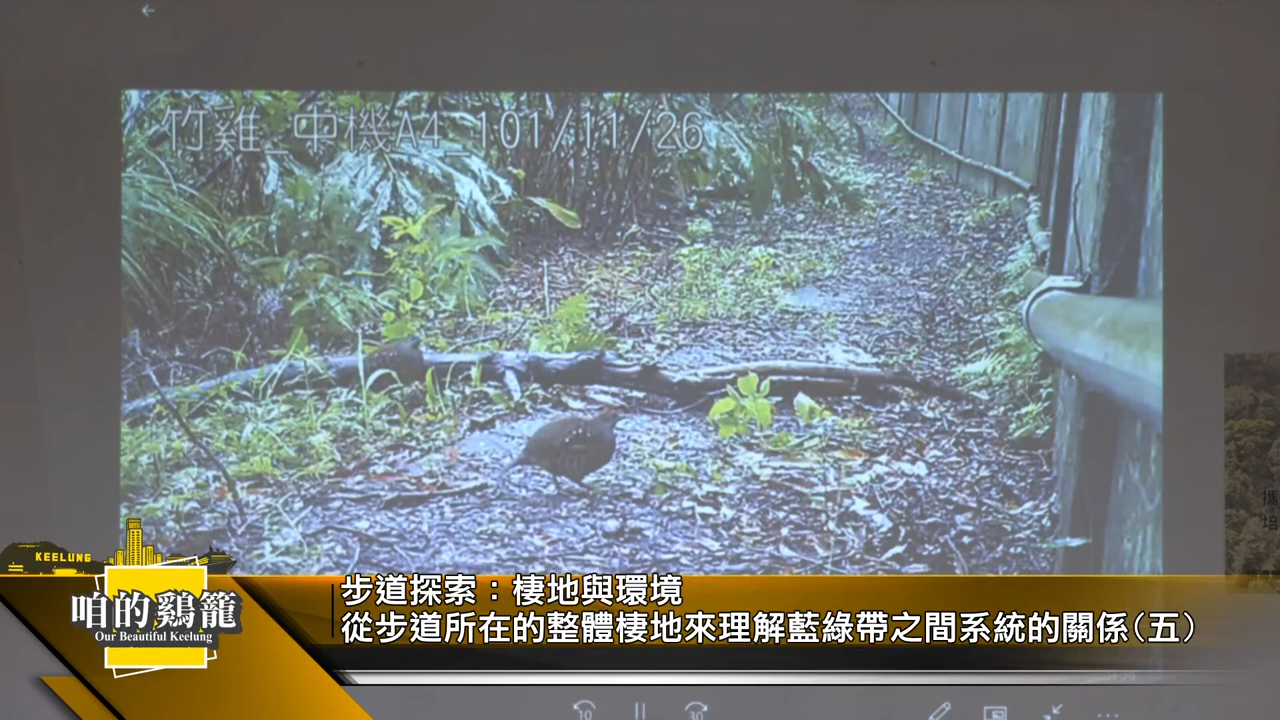 竹雞_中機A4_101/11/26
攜
培
KEELUNG
咱的鷄籠
Our Beautiful Keelung
步道探索：棲地與環境
從步道所在的整體棲地來理解藍綠帶之間系統的關係(五)
10
30